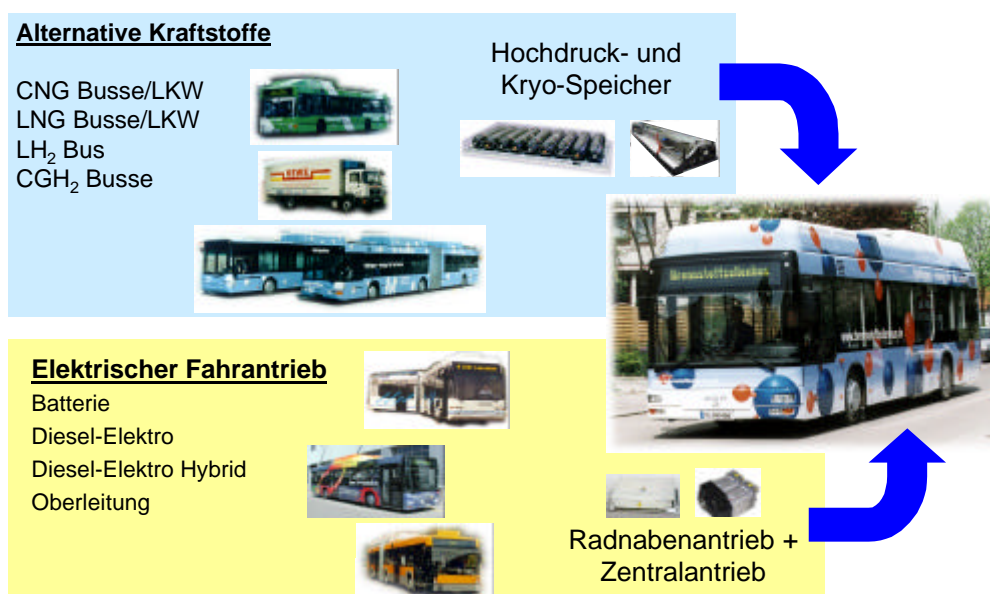 Alternative Kraftstoffe
CNG Busse/LKW
LNG Busse/LKW
LH₂ Bus
CGH₂ Busse
Hochdruck- und
Kryo-Speicher
Elektrischer Fahrantrieb
Batterie
Diesel-Elektro
Diesel-Elektro Hybrid
Oberleitung
Radnabenantrieb +
Zentralantrieb